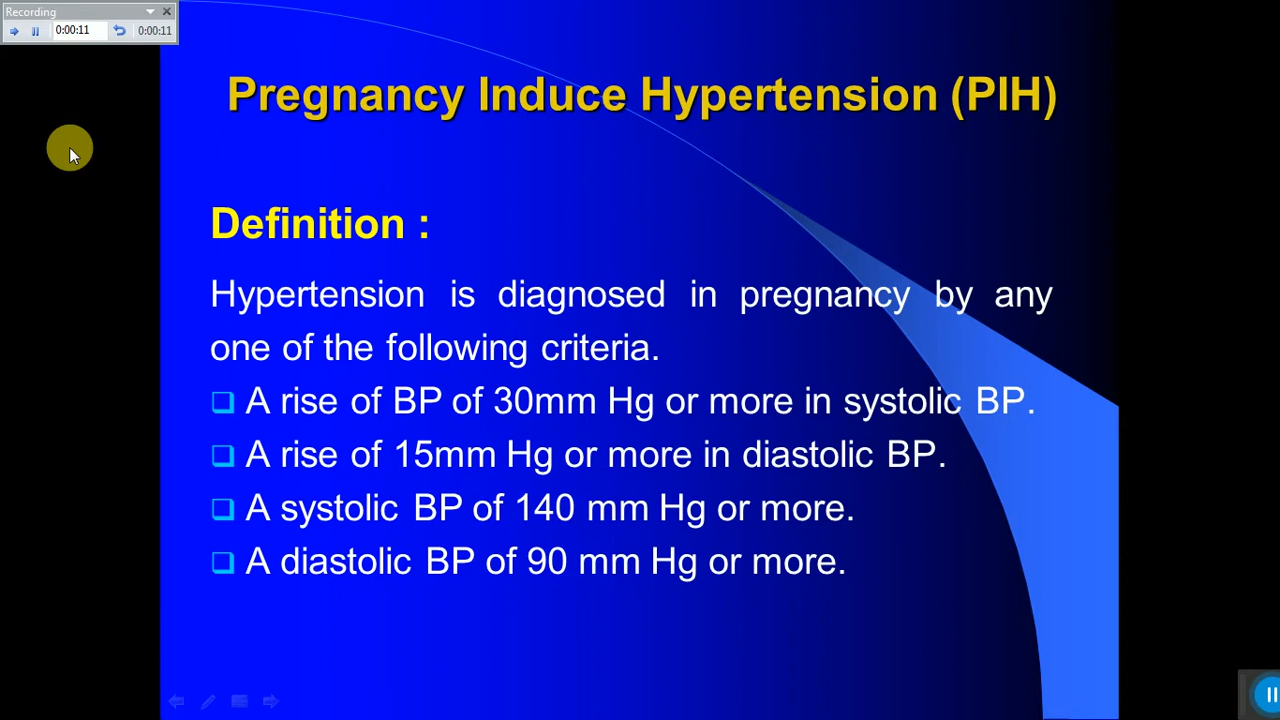 Recording
0:00:11
0:00:11
Pregnancy Induce Hypertension (PIH)
Definition :
Hypertension is diagnosed in pregnancy by any
one of the following criteria.
A rise of BP of 30mm Hg or more in systolic BP.
A rise of 15mm Hg or more in diastolic BP.
A systolic BP of 140 mm Hg or more.
A diastolic BP of 90 mm Hg or more.